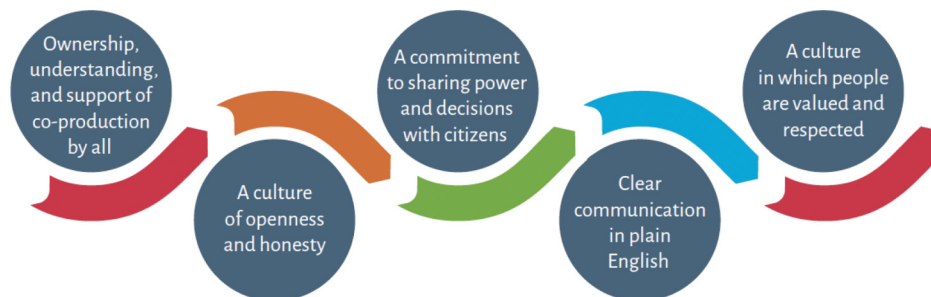 Ownership,
understanding,
and support of
co-production
by all
A culture
of openness
and honesty
A commitment
to sharing power
and decisions
with citizens
Clear
communication
in plain
English
A culture
in which people
are valued and
respected